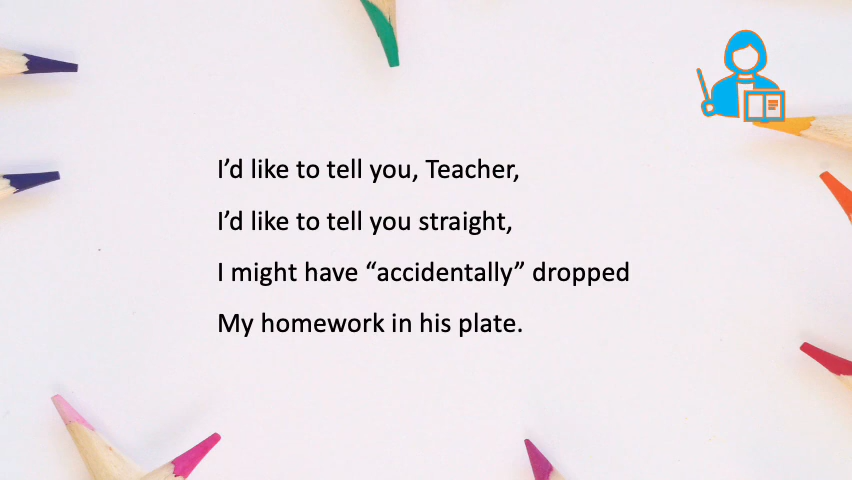 I’d like to tell you, Teacher,
I’d like to tell you straight,
I might have “accidentally” dropped
My homework in his plate.